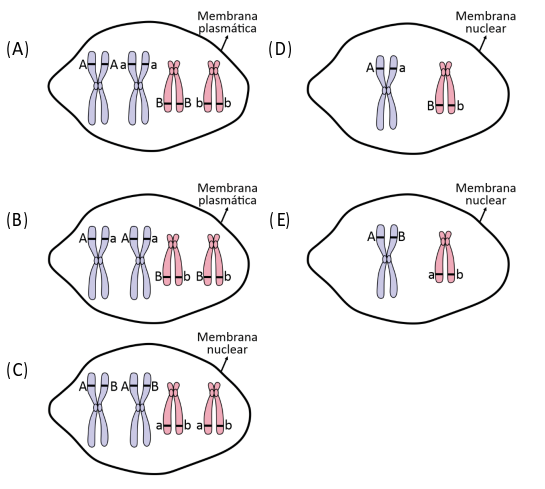 (A)
Membrana
plasmática
A A a a
B B b b
(B)
Membrana
plasmática
A a A a
B b B b
(C)
Membrana
nuclear
A B A B
a b a b
(D)
Membrana
nuclear
A a
B b
(E)
Membrana
nuclear
A B
a b